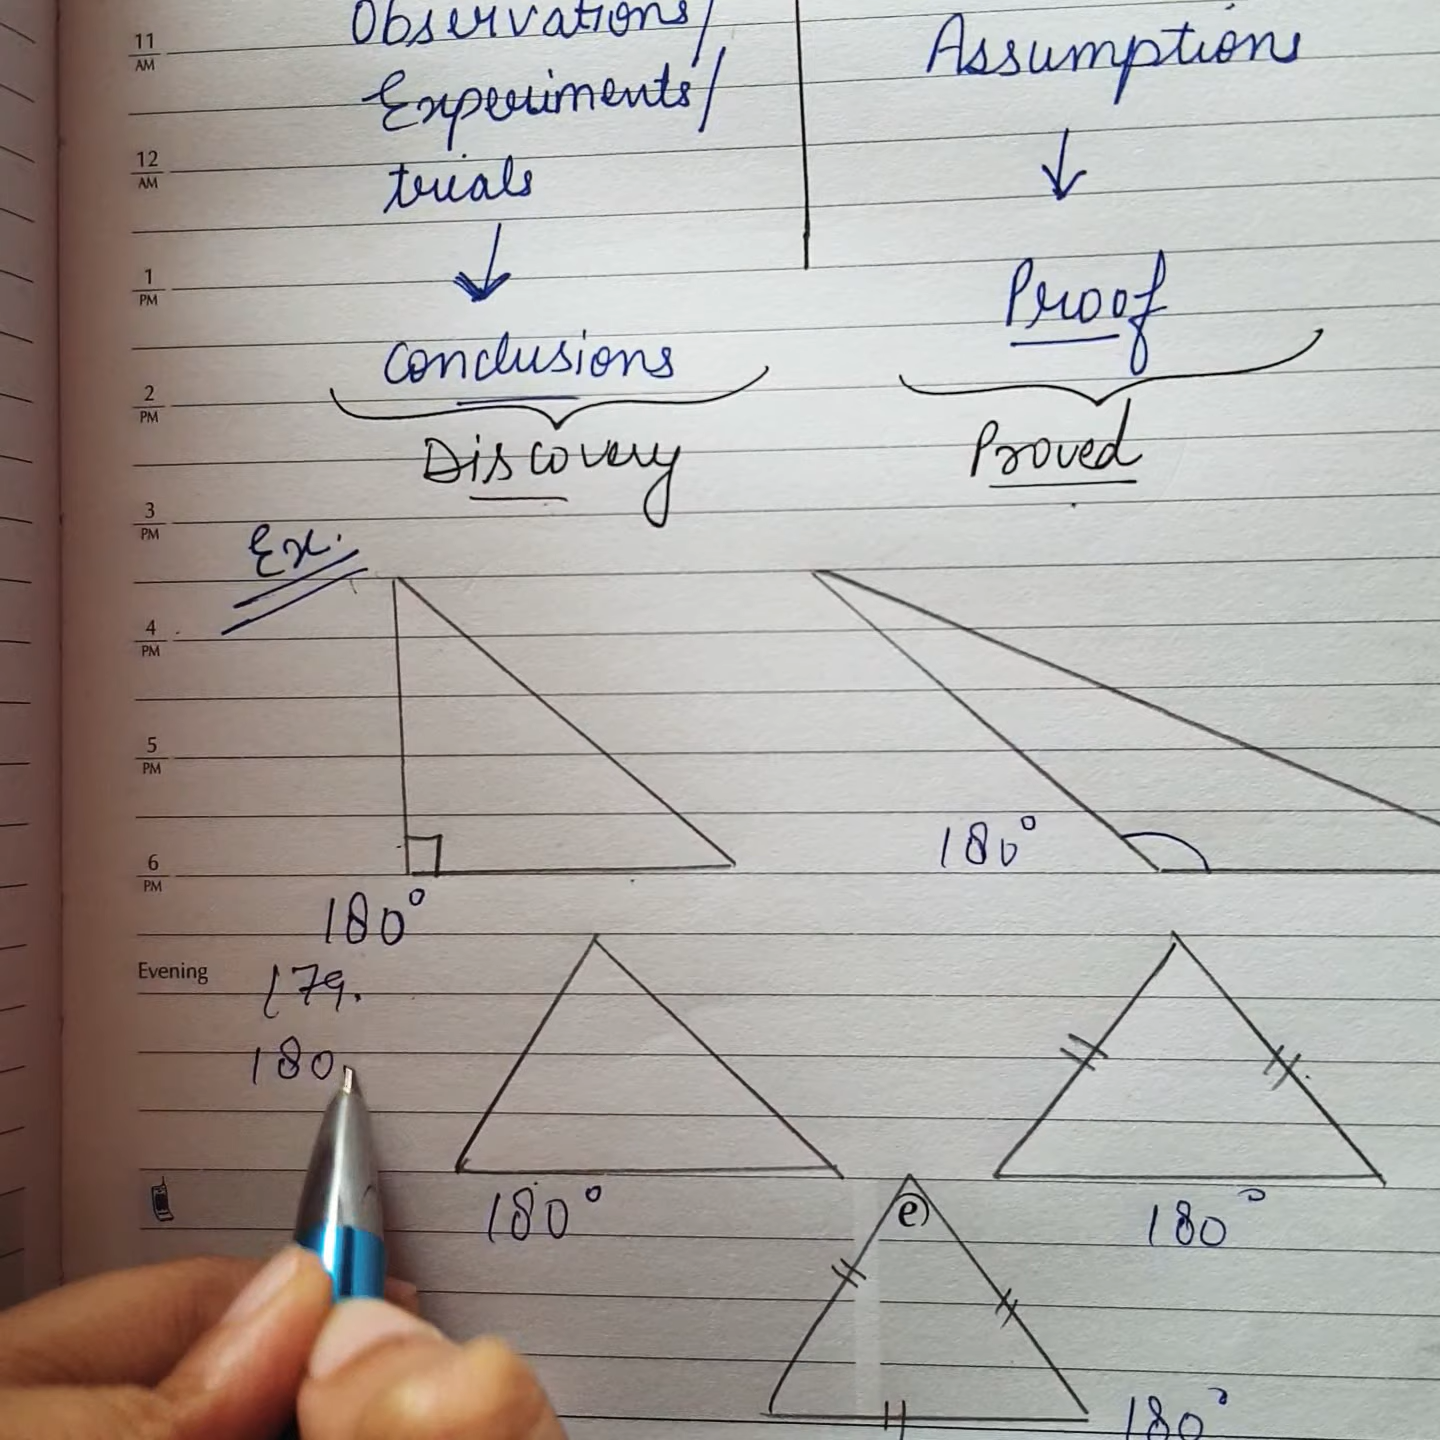 11
AM
Observations/
Experiments/
trials
Assumptions
12
AM
1
PM
Conclusions
Proof
2
PM
Discovery
Proved
3
PM
Ex.
4
PM
5
PM
180°
6
PM
180°
Evening
179.
180.
180°
180°
e)
180°